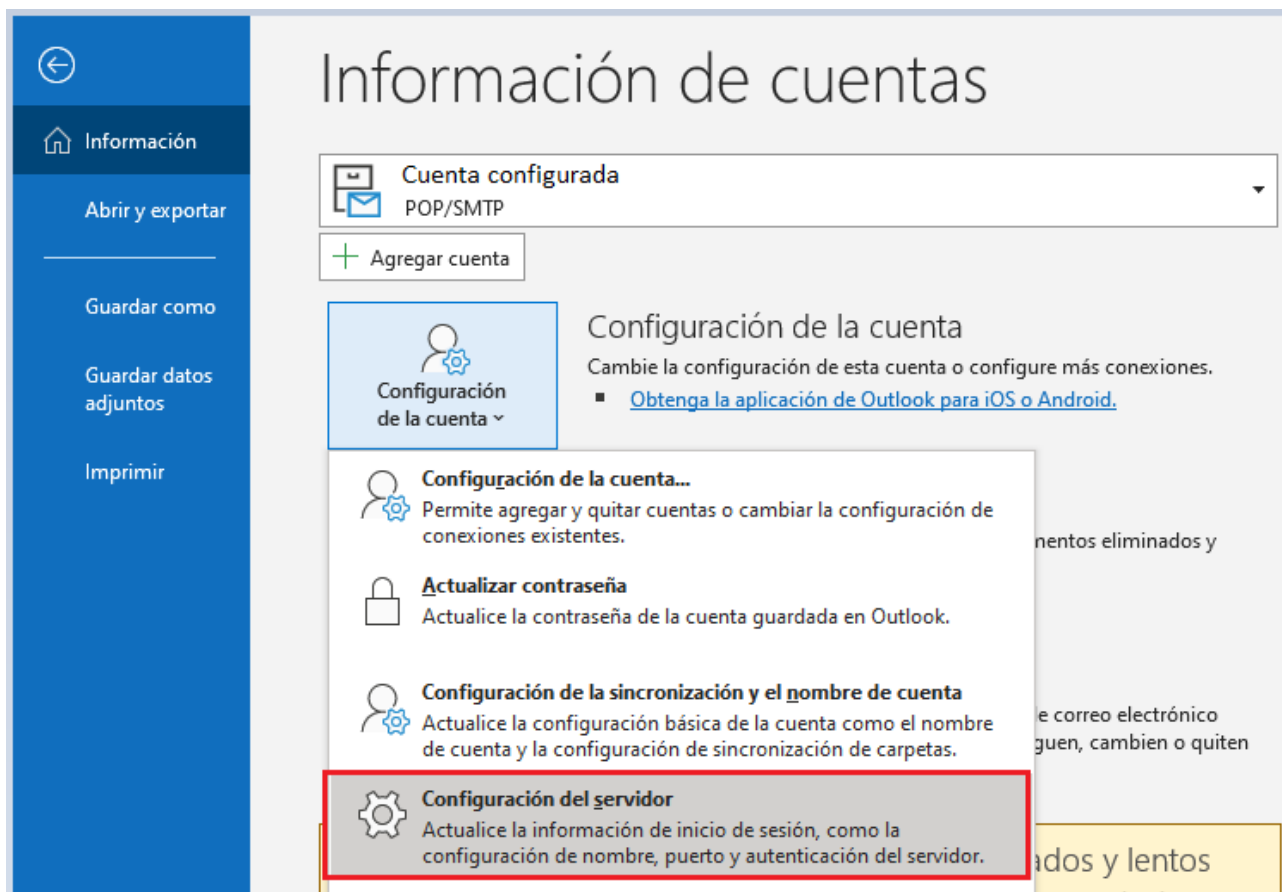 Información de cuentas
Información
Abrir y exportar
Guardar como
Guardar datos
adjuntos
Imprimir
Cuenta configurada
POP/SMTP
Agregar cuenta
Configuración
de la cuenta
Configuración de la cuenta
Cambie la configuración de esta cuenta o configure más conexiones.
Obtenga la aplicación de Outlook para iOS o Android.
Configuración de la cuenta...
Permite agregar y quitar cuentas o cambiar la configuración de
conexiones existentes.
mentos eliminados y
Actualizar contraseña
Actualice la contraseña de la cuenta guardada en Outlook.
Configuración de la sincronización y el nombre de cuenta
Actualice la configuración básica de la cuenta como el nombre
de cuenta y la configuración de sincronización de carpetas.
e correo electrónico
guen, cambien o quiten
Configuración del servidor
Actualice la información de inicio de sesión, como la
configuración de nombre, puerto y autenticación del servidor.
ados y lentos